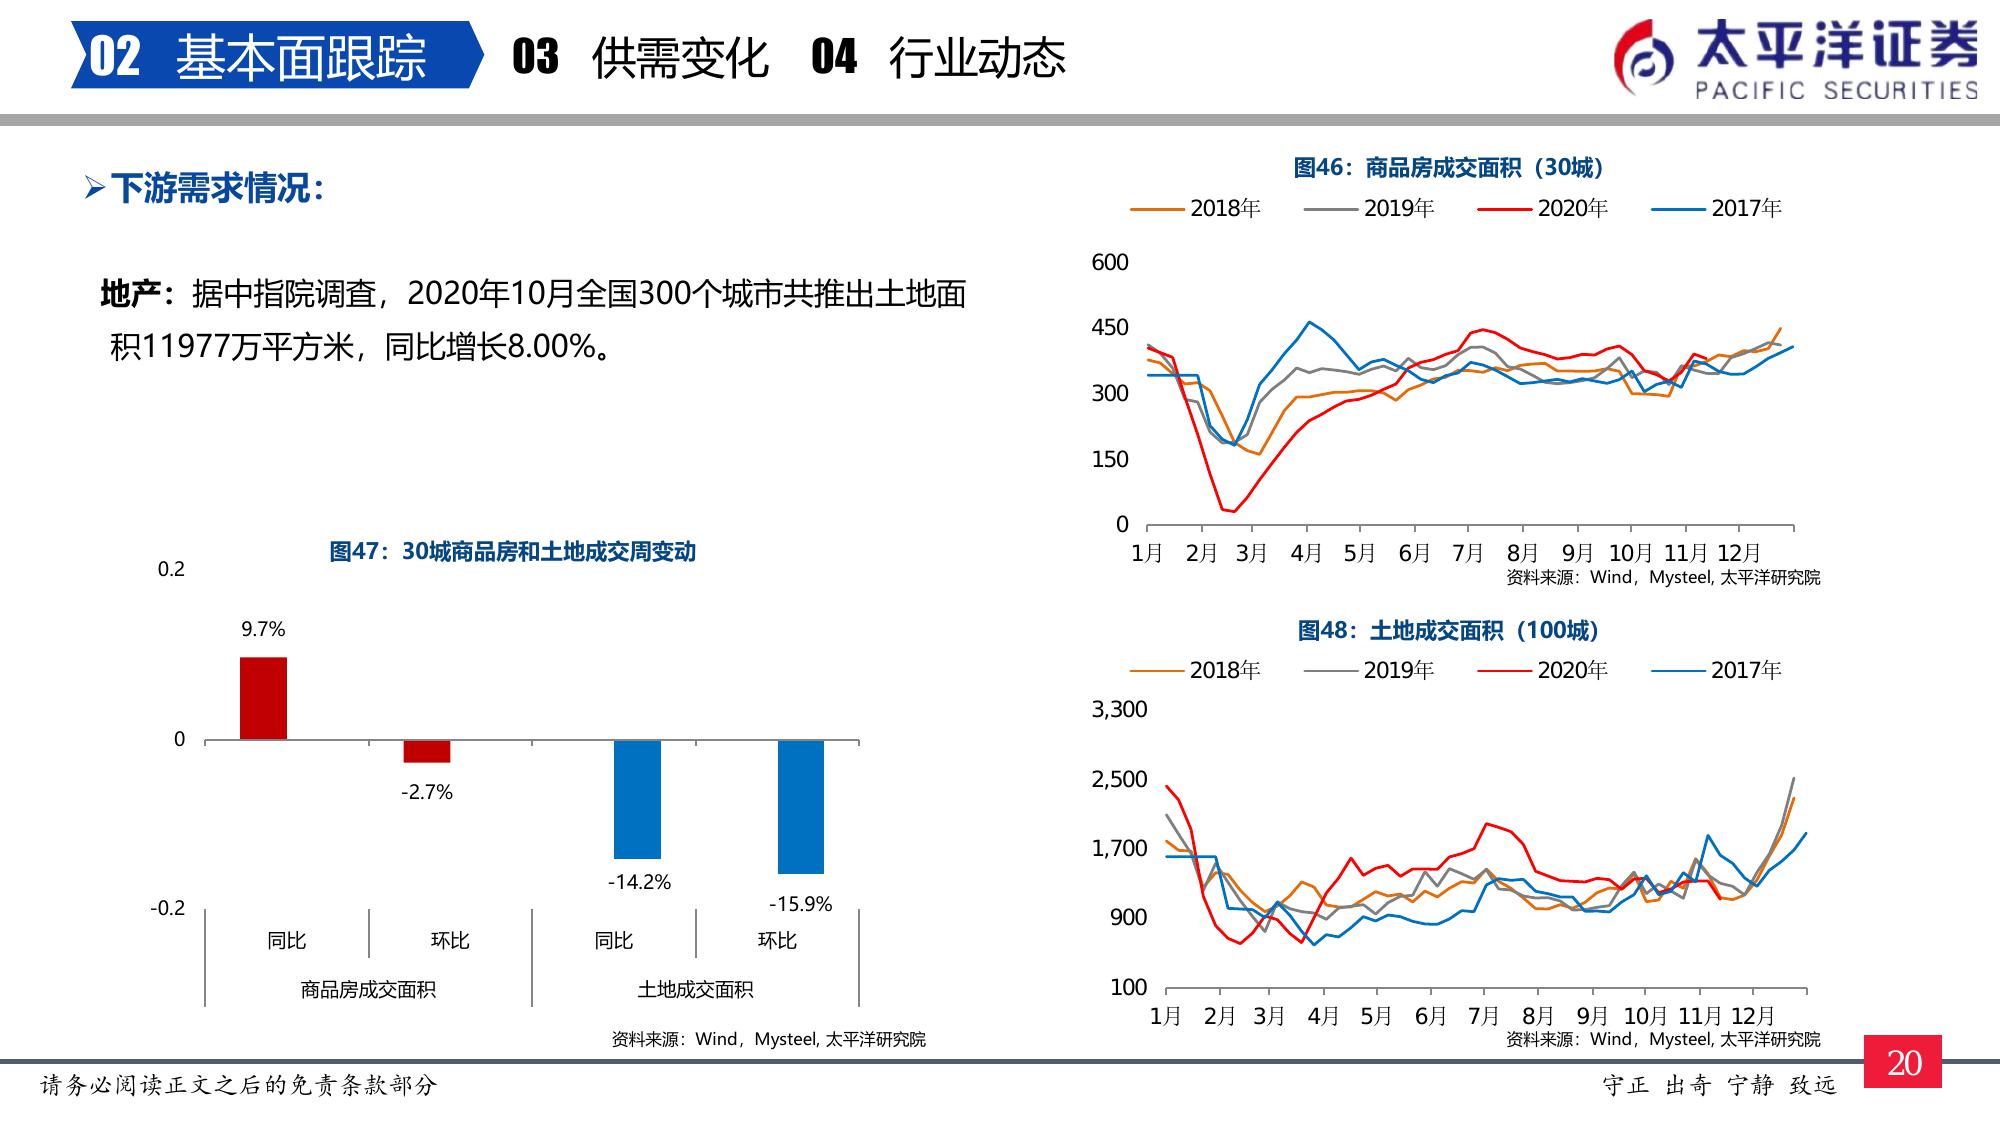 02 基本面跟踪 03 供需变化 04 行业动态
太平洋证券
PACIFIC SECURITIES
下游需求情况：
地产：据中指院调查，2020年10月全国300个城市共推出土地面
积11977万平方米，同比增长8.00%。
图47：30城商品房和土地成交周变动
0.2
9.7%
0
-2.7%
-14.2%
-15.9%
-0.2
同比 环比 同比 环比
商品房成交面积 土地成交面积
资料来源：Wind，Mysteel, 太平洋研究院
图46：商品房成交面积（30城）
2018年 2019年 2020年 2017年
600
450
300
150
0
1月 2月 3月 4月 5月 6月 7月 8月 9月 10月 11月 12月
资料来源：Wind，Mysteel, 太平洋研究院
图48：土地成交面积（100城）
2018年 2019年 2020年 2017年
3,300
2,500
1,700
900
100
1月 2月 3月 4月 5月 6月 7月 8月 9月 10月 11月 12月
资料来源：Wind，Mysteel, 太平洋研究院
请务必阅读正文之后的免责条款部分
守正 出奇 宁静 致远
20